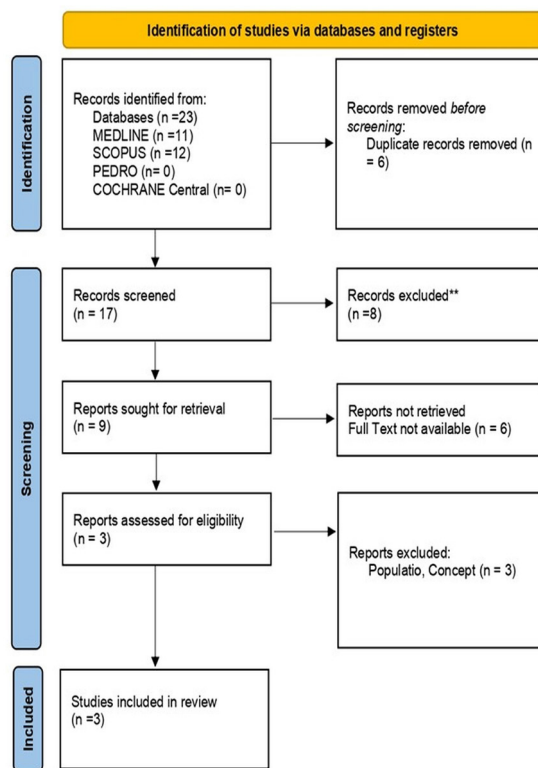 Identification of studies via databases and registers
Identification
Records identified from:
Databases (n =23)
MEDLINE (n =11)
SCOPUS (n =12)
PEDRO (n= 0)
COCHRANE Central (n= 0)
Records removed before
screening:
Duplicate records removed (n
= 6)
Screening
Records screened
(n = 17)
Records excluded**
(n =8)
Reports sought for retrieval
(n = 9)
Reports not retrieved
Full Text not available (n = 6)
Reports assessed for eligibility
(n = 3)
Reports excluded:
Populatio, Concept (n = 3)
Included
Studies included in review
(n =3)